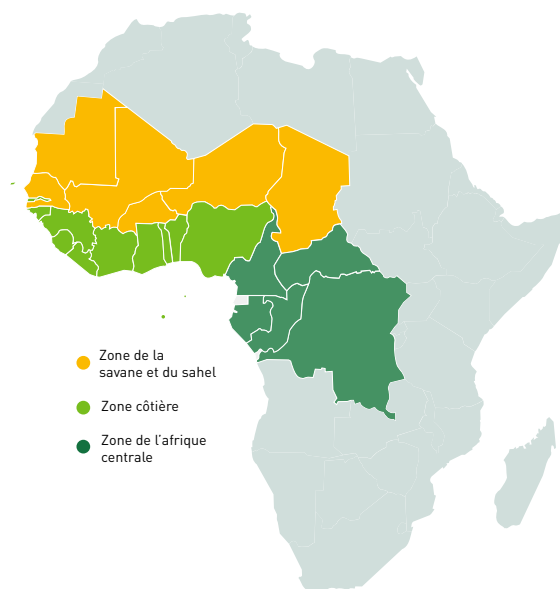 Zone de la
savane et du sahel
Zone côtière
Zone de l'afrique
centrale